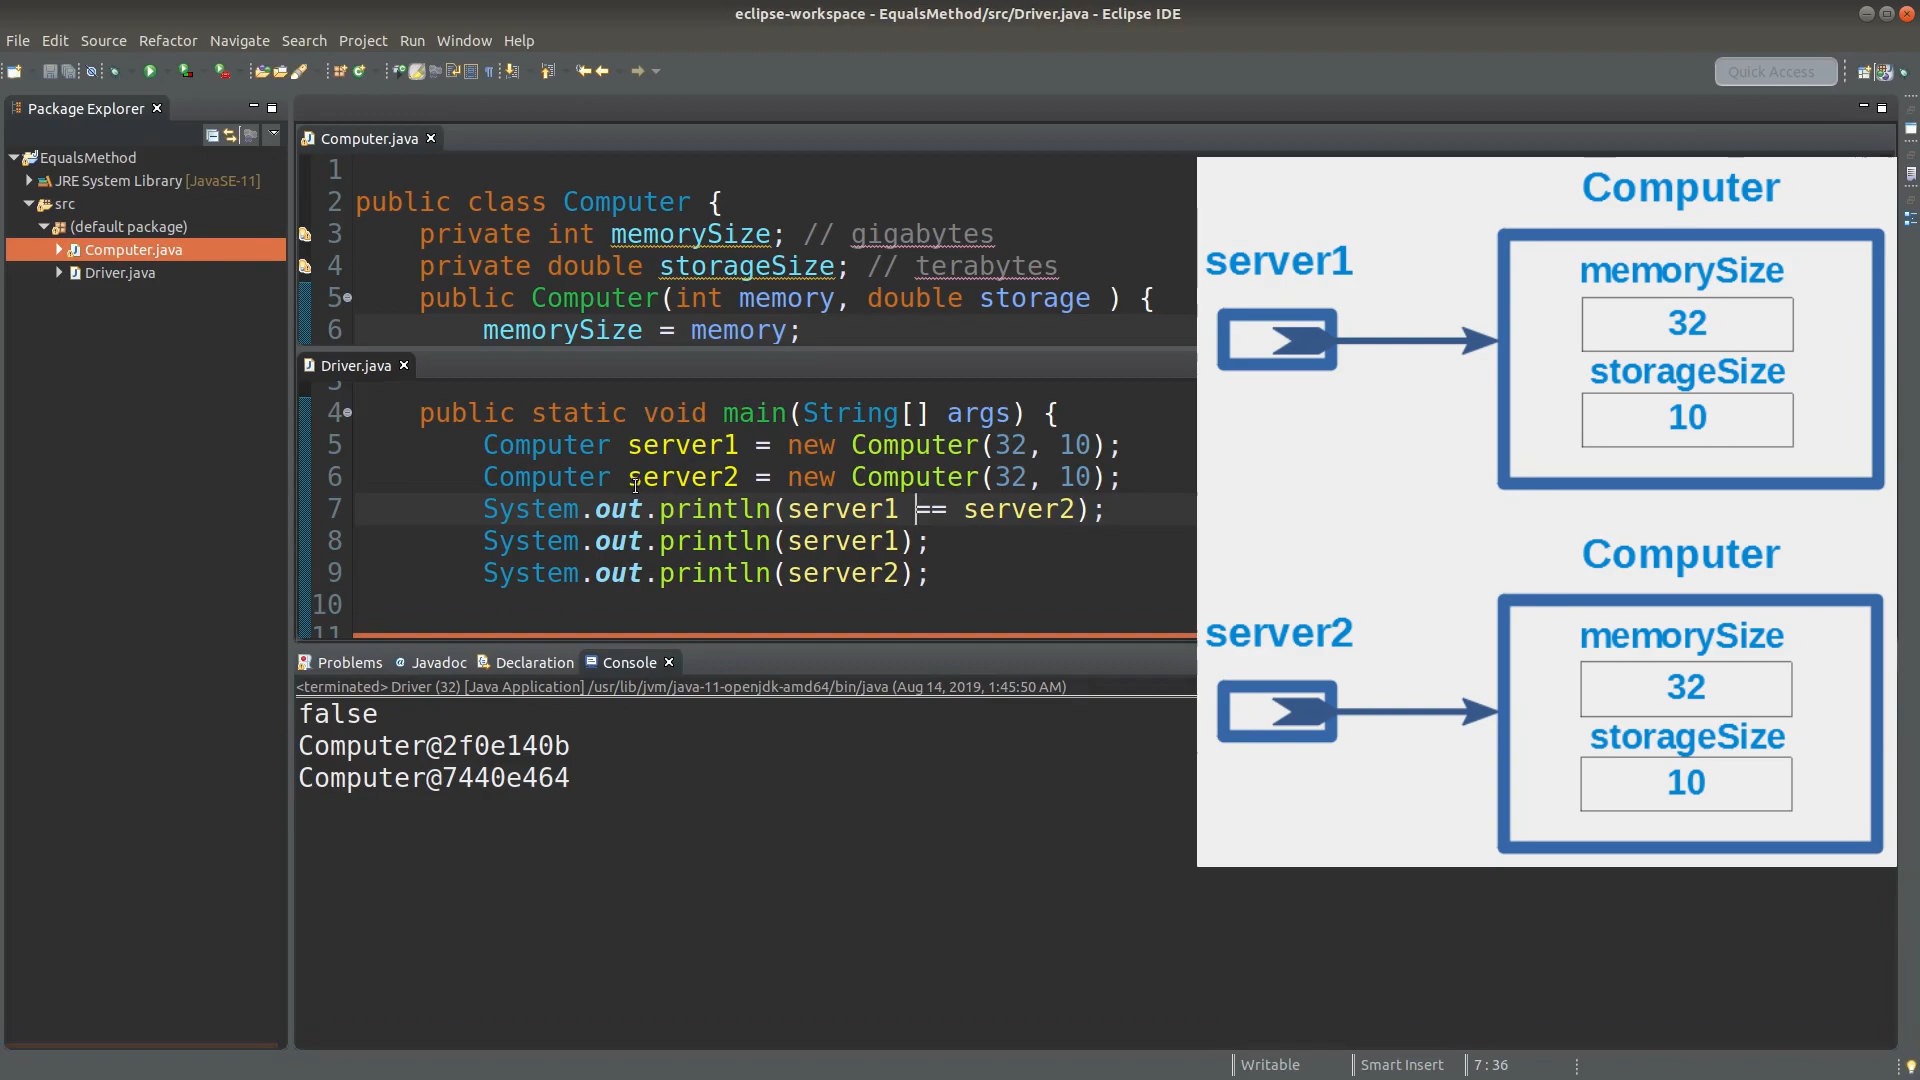 eclipse-workspace - EqualsMethod/src/Driver.java - Eclipse IDE
File Edit Source Refactor Navigate Search Project Run Window Help
Quick Access
Package Explorer
EqualsMethod
JRE System Library [JavaSE-11]
src
(default package)
Computer.java
Driver.java
Computer.java
1
2 public class Computer {
3 private int memorySize; // gigabytes
4 private double storageSize; // terabytes
5 public Computer(int memory, double storage ) {
6 memorySize = memory;
Driver.java
3
4 public static void main(String[] args) {
5 Computer server1 = new Computer(32, 10);
6 Computer server2 = new Computer(32, 10);
7 System.out.println(server1 == server2);
8 System.out.println(server1);
9 System.out.println(server2);
10
11
Problems Javadoc Declaration Console
<terminated> Driver (32) [Java Application] /usr/lib/jvm/java-11-openjdk-amd64/bin/java (Aug 14, 2019, 1:45:50 AM)
false
Computer@2f0e140b
Computer@7440e464
Computer
server1
memorySize
32
storageSize
10
Computer
server2
memorySize
32
storageSize
10
Writable Smart Insert 7 : 36